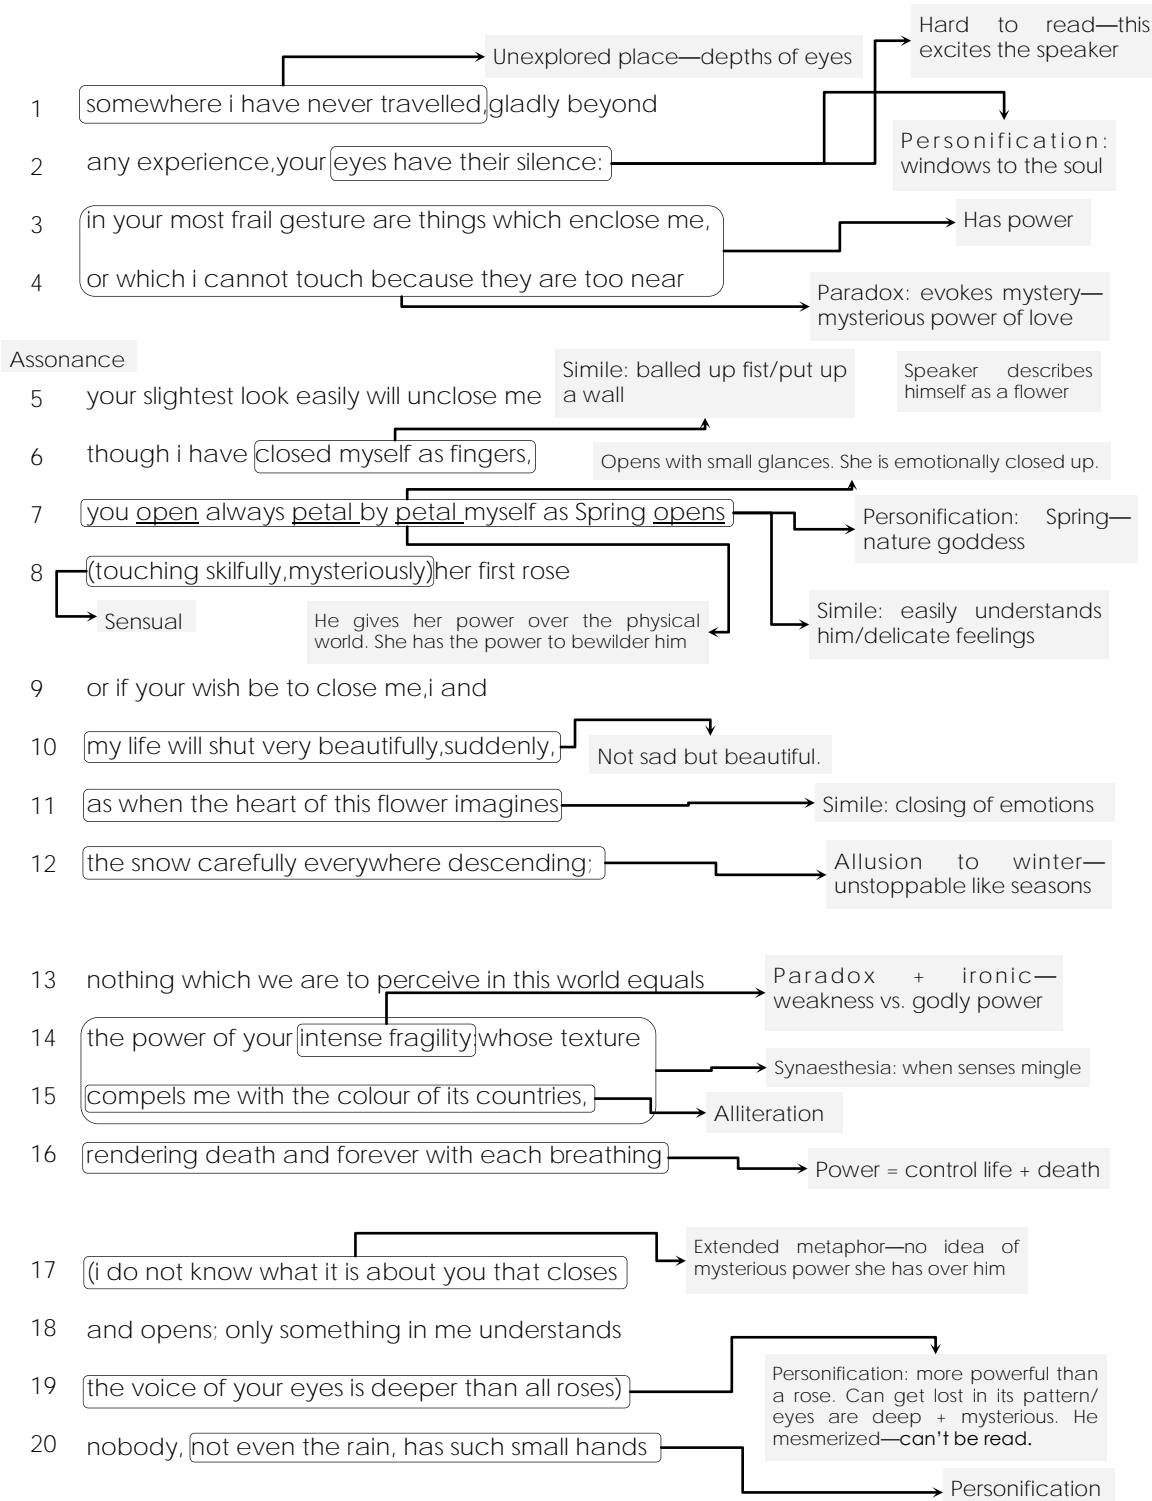 Hard to read—this
excites the speaker
Unexplored place—depths of eyes
1 somewhere i have never travelled,gladly beyond
Personification:
windows to the soul
2 any experience,your eyes have their silence:
3 in your most frail gesture are things which enclose me,
Has power
4 or which i cannot touch because they are too near
Paradox: evokes mystery—
mysterious power of love
Assonance
Simile: balled up fist/put up
a wall
Speaker describes
himself as a flower
5 your slightest look easily will unclose me
6 though i have closed myself as fingers,
Opens with small glances. She is emotionally closed up.
7 you open always petal by petal myself as Spring opens
Personification: Spring—
nature goddess
8 (touching skilfully,mysteriously)her first rose
Sensual
He gives her power over the physical
world. She has the power to bewilder him
Simile: easily understands
him/delicate feelings
9 or if your wish be to close me,i and
10 my life will shut very beautifully,suddenly,
Not sad but beautiful.
11 as when the heart of this flower imagines
Simile: closing of emotions
12 the snow carefully everywhere descending;
Allusion to winter—
unstoppable like seasons
13 nothing which we are to perceive in this world equals
Paradox + ironic—
weakness vs. godly power
14 the power of your intense fragility:whose texture
Synaesthesia: when senses mingle
15 compels me with the colour of its countries,
Alliteration
16 rendering death and forever with each breathing
Power = control life + death
Extended metaphor—no idea of
mysterious power she has over him
17 (i do not know what it is about you that closes
18 and opens; only something in me understands
19 the voice of your eyes is deeper than all roses)
Personification: more powerful than
a rose. Can get lost in its pattern/
eyes are deep + mysterious. He
mesmerized—can't be read.
20 nobody, not even the rain, has such small hands
Personification